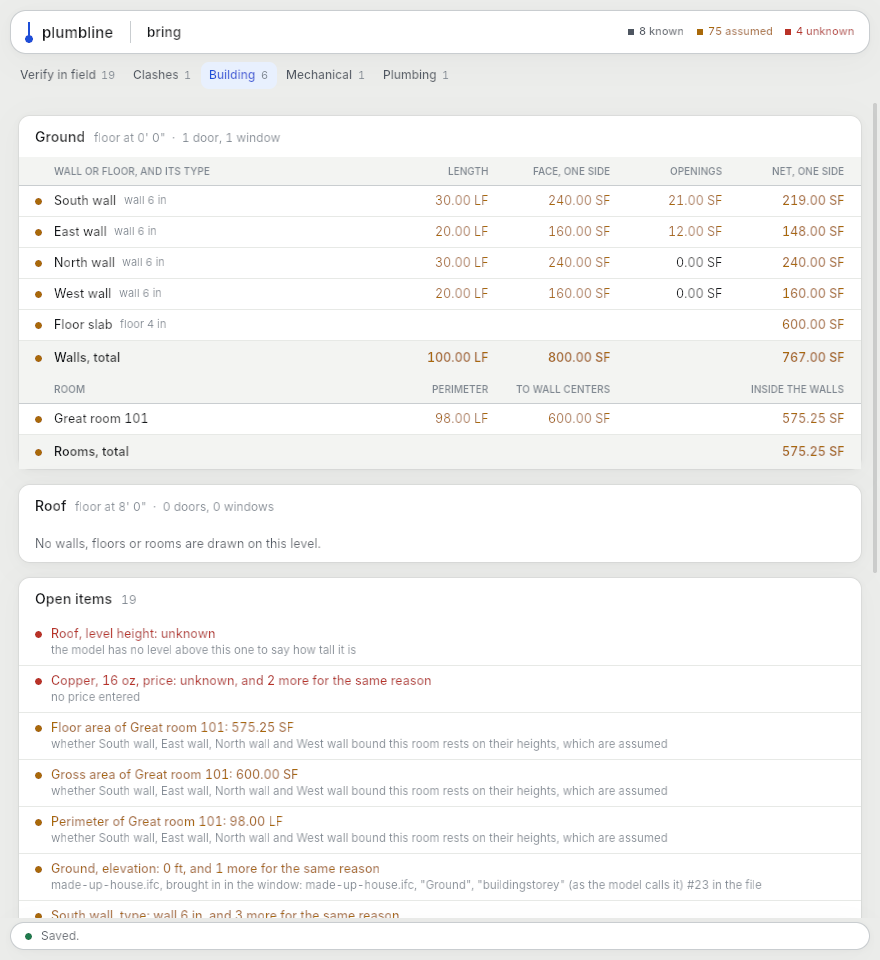 plumbline bring 8 known 75 assumed 4 unknown
Verify in field 19 Clashes 1 Building 6 Mechanical 1 Plumbing 1
Ground floor at 0' 0" · 1 door, 1 window
WALL OR FLOOR, AND ITS TYPE LENGTH FACE, ONE SIDE OPENINGS NET, ONE SIDE
South wall wall 6 in 30.00 LF 240.00 SF 21.00 SF 219.00 SF
East wall wall 6 in 20.00 LF 160.00 SF 12.00 SF 148.00 SF
North wall wall 6 in 30.00 LF 240.00 SF 0.00 SF 240.00 SF
West wall wall 6 in 20.00 LF 160.00 SF 0.00 SF 160.00 SF
Floor slab floor 4 in 600.00 SF
Walls, total 100.00 LF 800.00 SF 767.00 SF
ROOM PERIMETER TO WALL CENTERS INSIDE THE WALLS
Great room 101 98.00 LF 600.00 SF 575.25 SF
Rooms, total 575.25 SF
Roof floor at 8' 0" · 0 doors, 0 windows
No walls, floors or rooms are drawn on this level.
Open items 19
Roof, level height: unknown
the model has no level above this one to say how tall it is
Copper, 16 oz, price: unknown, and 2 more for the same reason
no price entered
Floor area of Great room 101: 575.25 SF
whether South wall, East wall, North wall and West wall bound this room rests on their heights, which are assumed
Gross area of Great room 101: 600.00 SF
whether South wall, East wall, North wall and West wall bound this room rests on their heights, which are assumed
Perimeter of Great room 101: 98.00 LF
whether South wall, East wall, North wall and West wall bound this room rests on their heights, which are assumed
Ground, elevation: 0 ft, and 1 more for the same reason
made-up-house.ifc, brought in in the window: made-up-house.ifc, "Ground", "buildingstorey" (as the model calls it) #23 in the file
South wall, type: wall 6 in, and 3 more for the same reason
Saved.